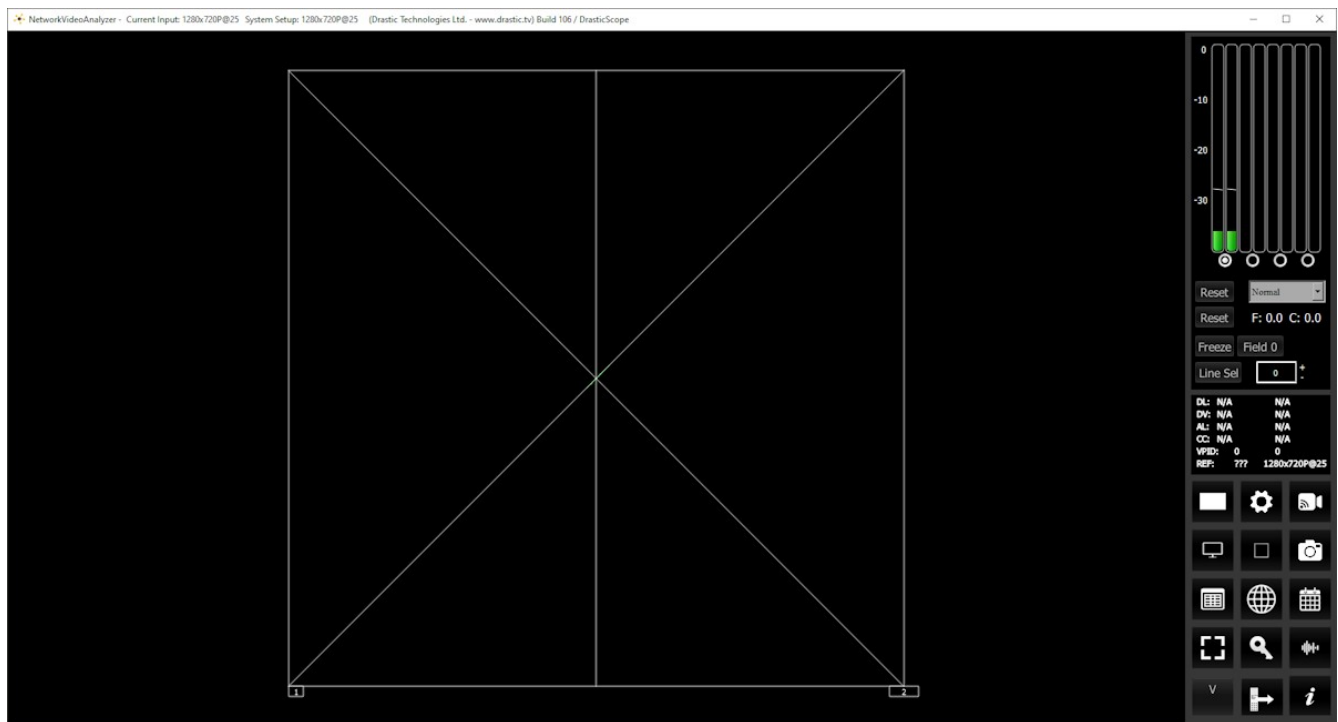 NetworkVideoAnalyzer - Current Input: 1280x720P@25 System Setup: 1280x720P@25 (Drastic Technologies Ltd. - www.drastic.tv) Build 106 / DrasticScope
0
-10
-20
-30
Reset Normal
Reset F: 0.0 C: 0.0
Freeze Field 0
Line Sel 0 +
-
DL: N/A N/A
DV: N/A N/A
AL: N/A N/A
CC: N/A N/A
VPID: 0 0
REF: ??? 1280x720P@25
1 2
V
i